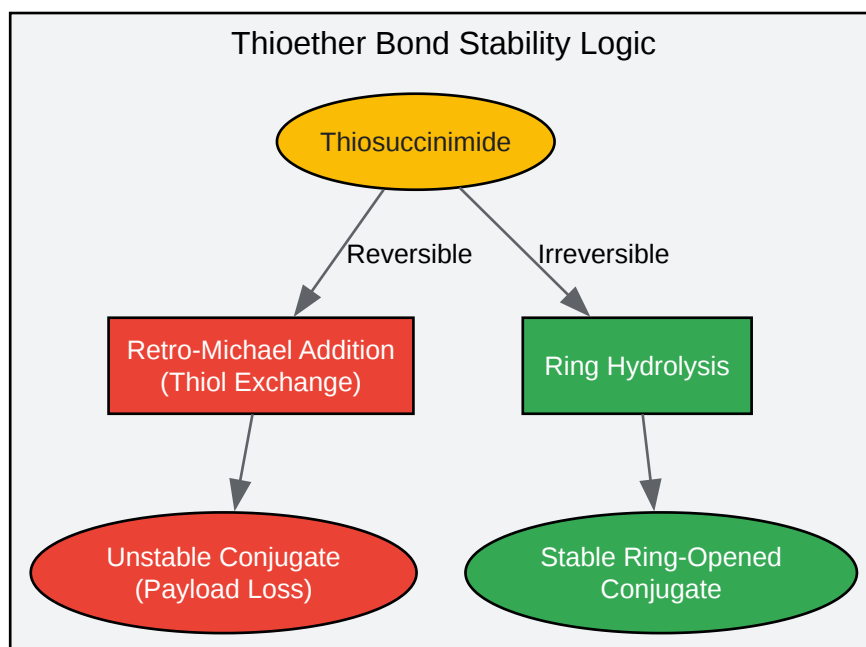 Thioether Bond Stability Logic
Thiosuccinimide
Reversible
Irreversible
Retro-Michael Addition
(Thiol Exchange)
Ring Hydrolysis
Unstable Conjugate
(Payload Loss)
Stable Ring-Opened
Conjugate